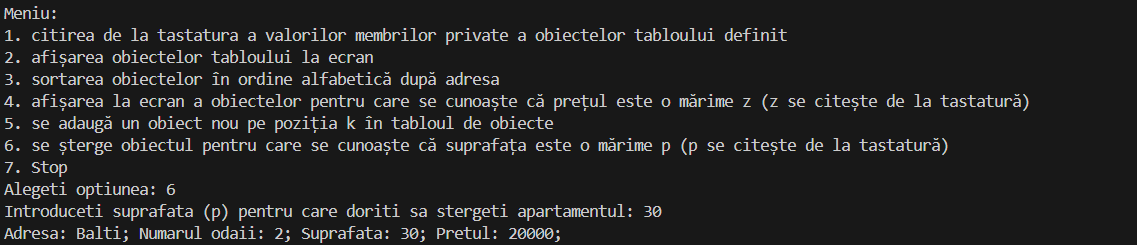 Meniu:
1. citirea de la tastatura a valorilor membrilor private a obiectelor tabloului definit
2. afișarea obiectelor tabloului la ecran
3. sortarea obiectelor în ordine alfabetică după adresa
4. afișarea la ecran a obiectelor pentru care se cunoaște că prețul este o mărime z (z se citește de la tastatură)
5. se adaugă un obiect nou pe poziția k în tabloul de obiecte
6. se șterge obiectul pentru care se cunoaște că suprafața este o mărime p (p se citește de la tastatură)
7. Stop
Alegeti optiunea: 6
Introduceti suprafata (p) pentru care doriti sa stergeti apartamentul: 30
Adresa: Balti; Numarul odaii: 2; Suprafata: 30; Pretul: 20000;